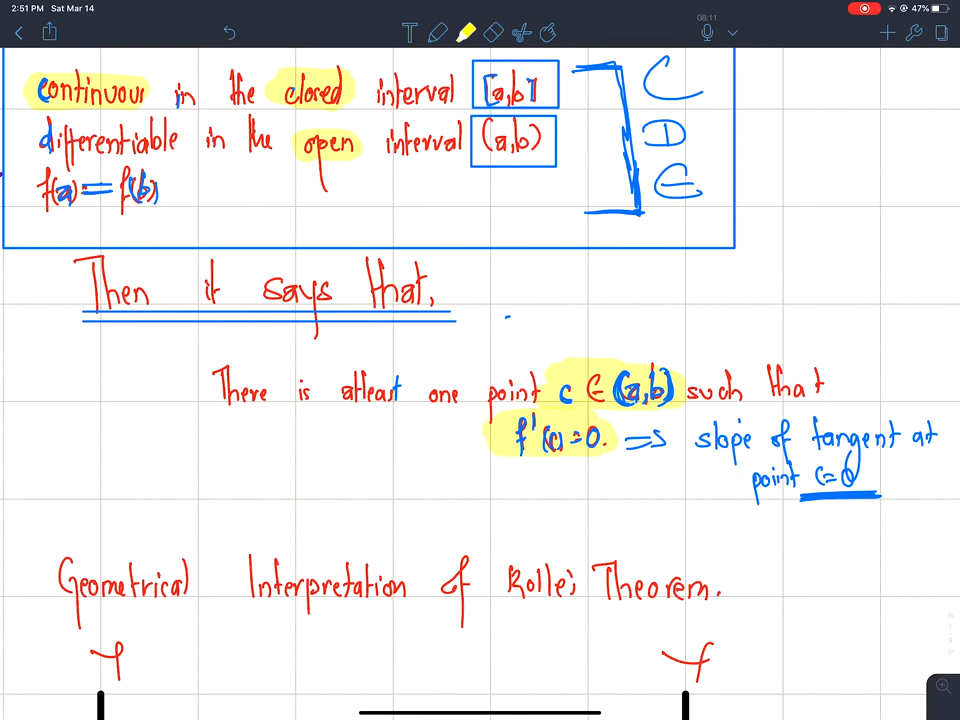 2:51 PM Sat Mar 14
47%
08:11
continuous in the closed interval [a,b]
C
differentiable in the open interval (a,b)
D
f(a) = f(b)
E
Then it says that,
There is atleast one point c ∈ (a,b) such that
f'(c)=0. => slope of tangent at
point c=0
Geometrical Interpretation of Rolle's Theorem.
y y